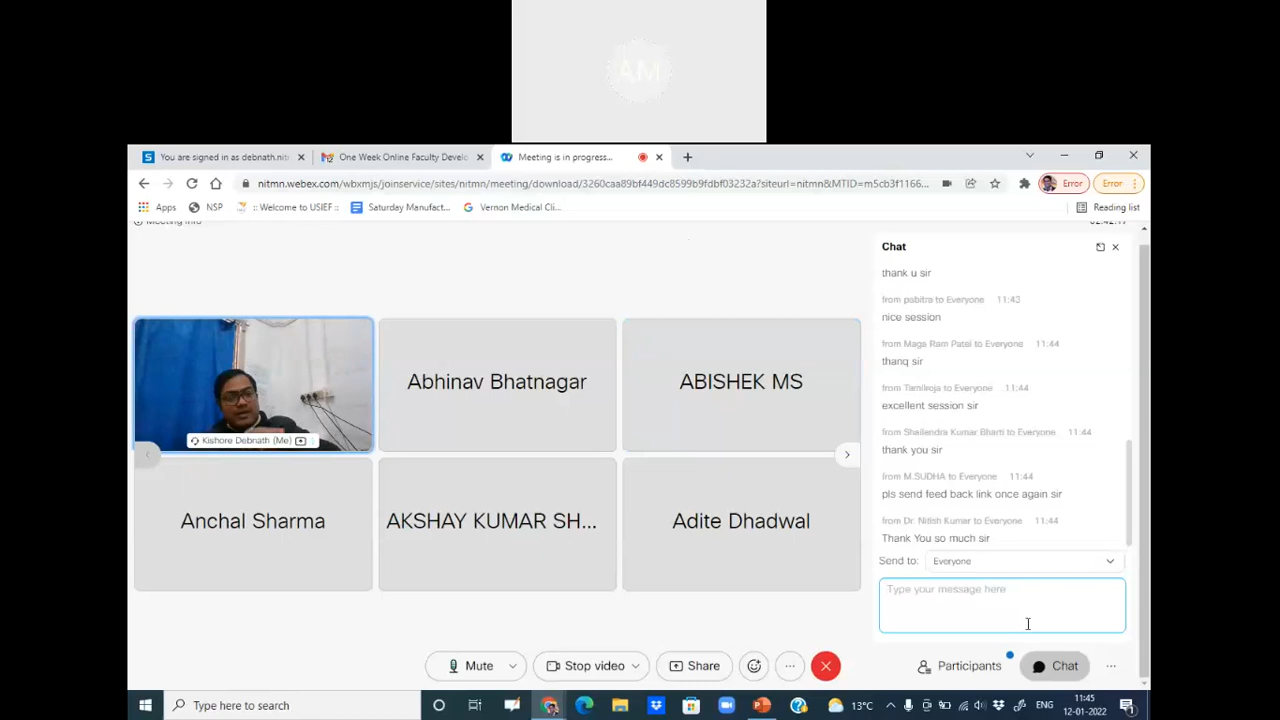 AM
You are signed in as debnath.nit
One Week Online Faculty Develo
Meeting is in progress...
nitmn.webex.com/wbxmjs/joinservice/sites/nitmn/meeting/download/3260caa89bf449dc8599b9fdbf03232a?siteurl=nitmn&MTID=m5cb3f1166...
Error
Error
Apps
NSP
:: Welcome to USIEF ::
Saturday Manufact...
Vernon Medical Cli...
Reading list
Meeting info
Chat
thank u sir
from pabitra to Everyone 11:43
nice session
from Maga Ram Patel to Everyone 11:44
thanq sir
from Tamilroja to Everyone 11:44
excellent session sir
from Shailendra Kumar Bharti to Everyone 11:44
thank you sir
from M.SUDHA to Everyone 11:44
pls send feed back link once again sir
from Dr. Nitish Kumar to Everyone 11:44
Thank You so much sir
Send to: Everyone
Type your message here
Kishore Debnath (Me)
Abhinav Bhatnagar
ABISHEK MS
Anchal Sharma
AKSHAY KUMAR SH...
Adite Dhadwal
Mute
Stop video
Share
Participants
Chat
Type here to search
13°C
ENG
11:45
12-01-2022